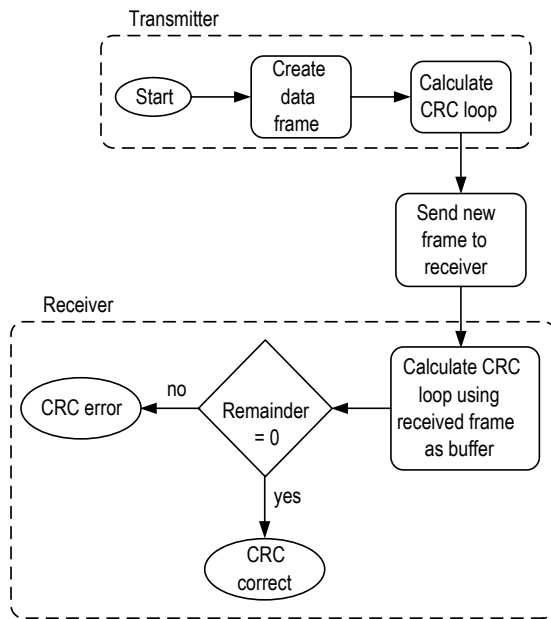 Transmitter
Start
Create
data
frame
Calculate
CRC loop
Send new
frame to
receiver
Receiver
Calculate CRC
loop using
received frame
as buffer
Remainder
= 0
no
CRC error
yes
CRC
correct